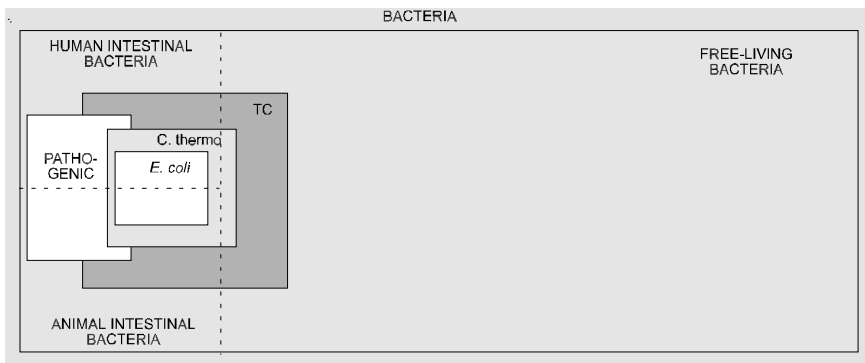 BACTERIA
HUMAN INTESTINAL
BACTERIA
FREE-LIVING
BACTERIA
TC
C. thermo
PATHO-
GENIC
E. coli
ANIMAL INTESTINAL
BACTERIA